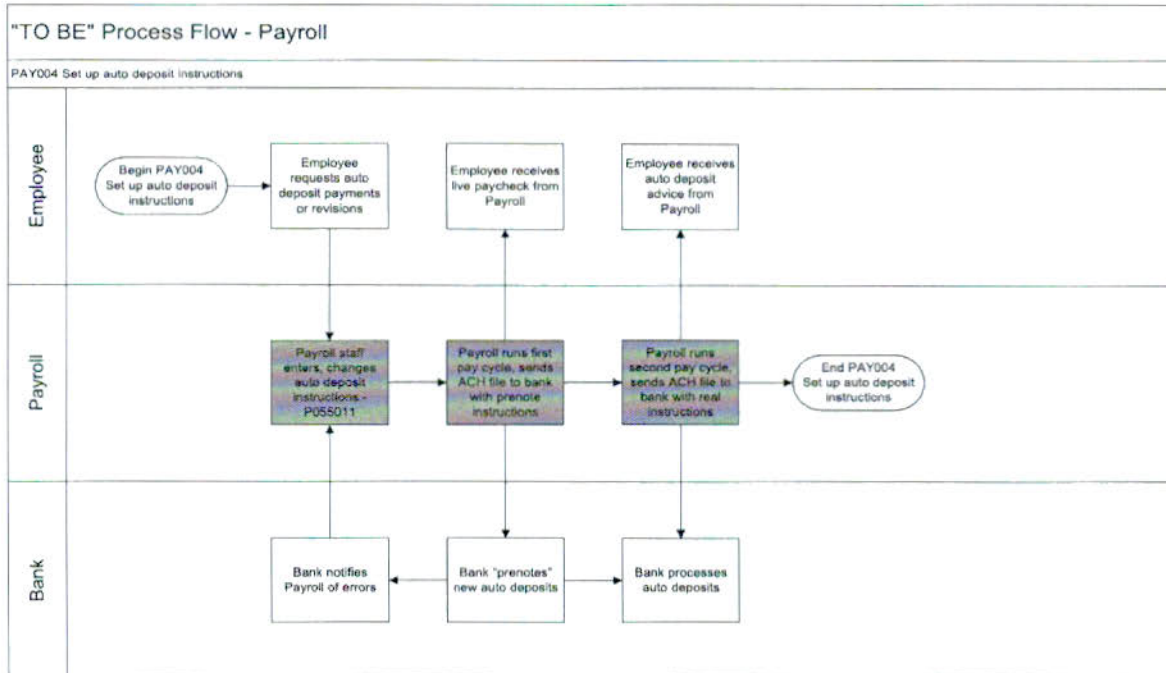 "TO BE" Process Flow - Payroll
PAY004 Set up auto deposit instructions
Employee
Begin PAY004
Set up auto deposit
instructions
Employee
requests auto
deposit payments
or revisions
Employee receives
live paycheck from
Payroll
Employee receives
auto deposit
advice from
Payroll
Payroll
Payroll staff
enters, changes
auto deposit
instructions -
P055011
Payroll runs first
pay cycle, sends
ACH file to bank
with prenote
instructions
Payroll runs
second pay cycle,
sends ACH file to
bank with real
instructions
End PAY004
Set up auto deposit
instructions
Bank
Bank notifies
Payroll of errors
Bank "prenotes"
new auto deposits
Bank processes
auto deposits